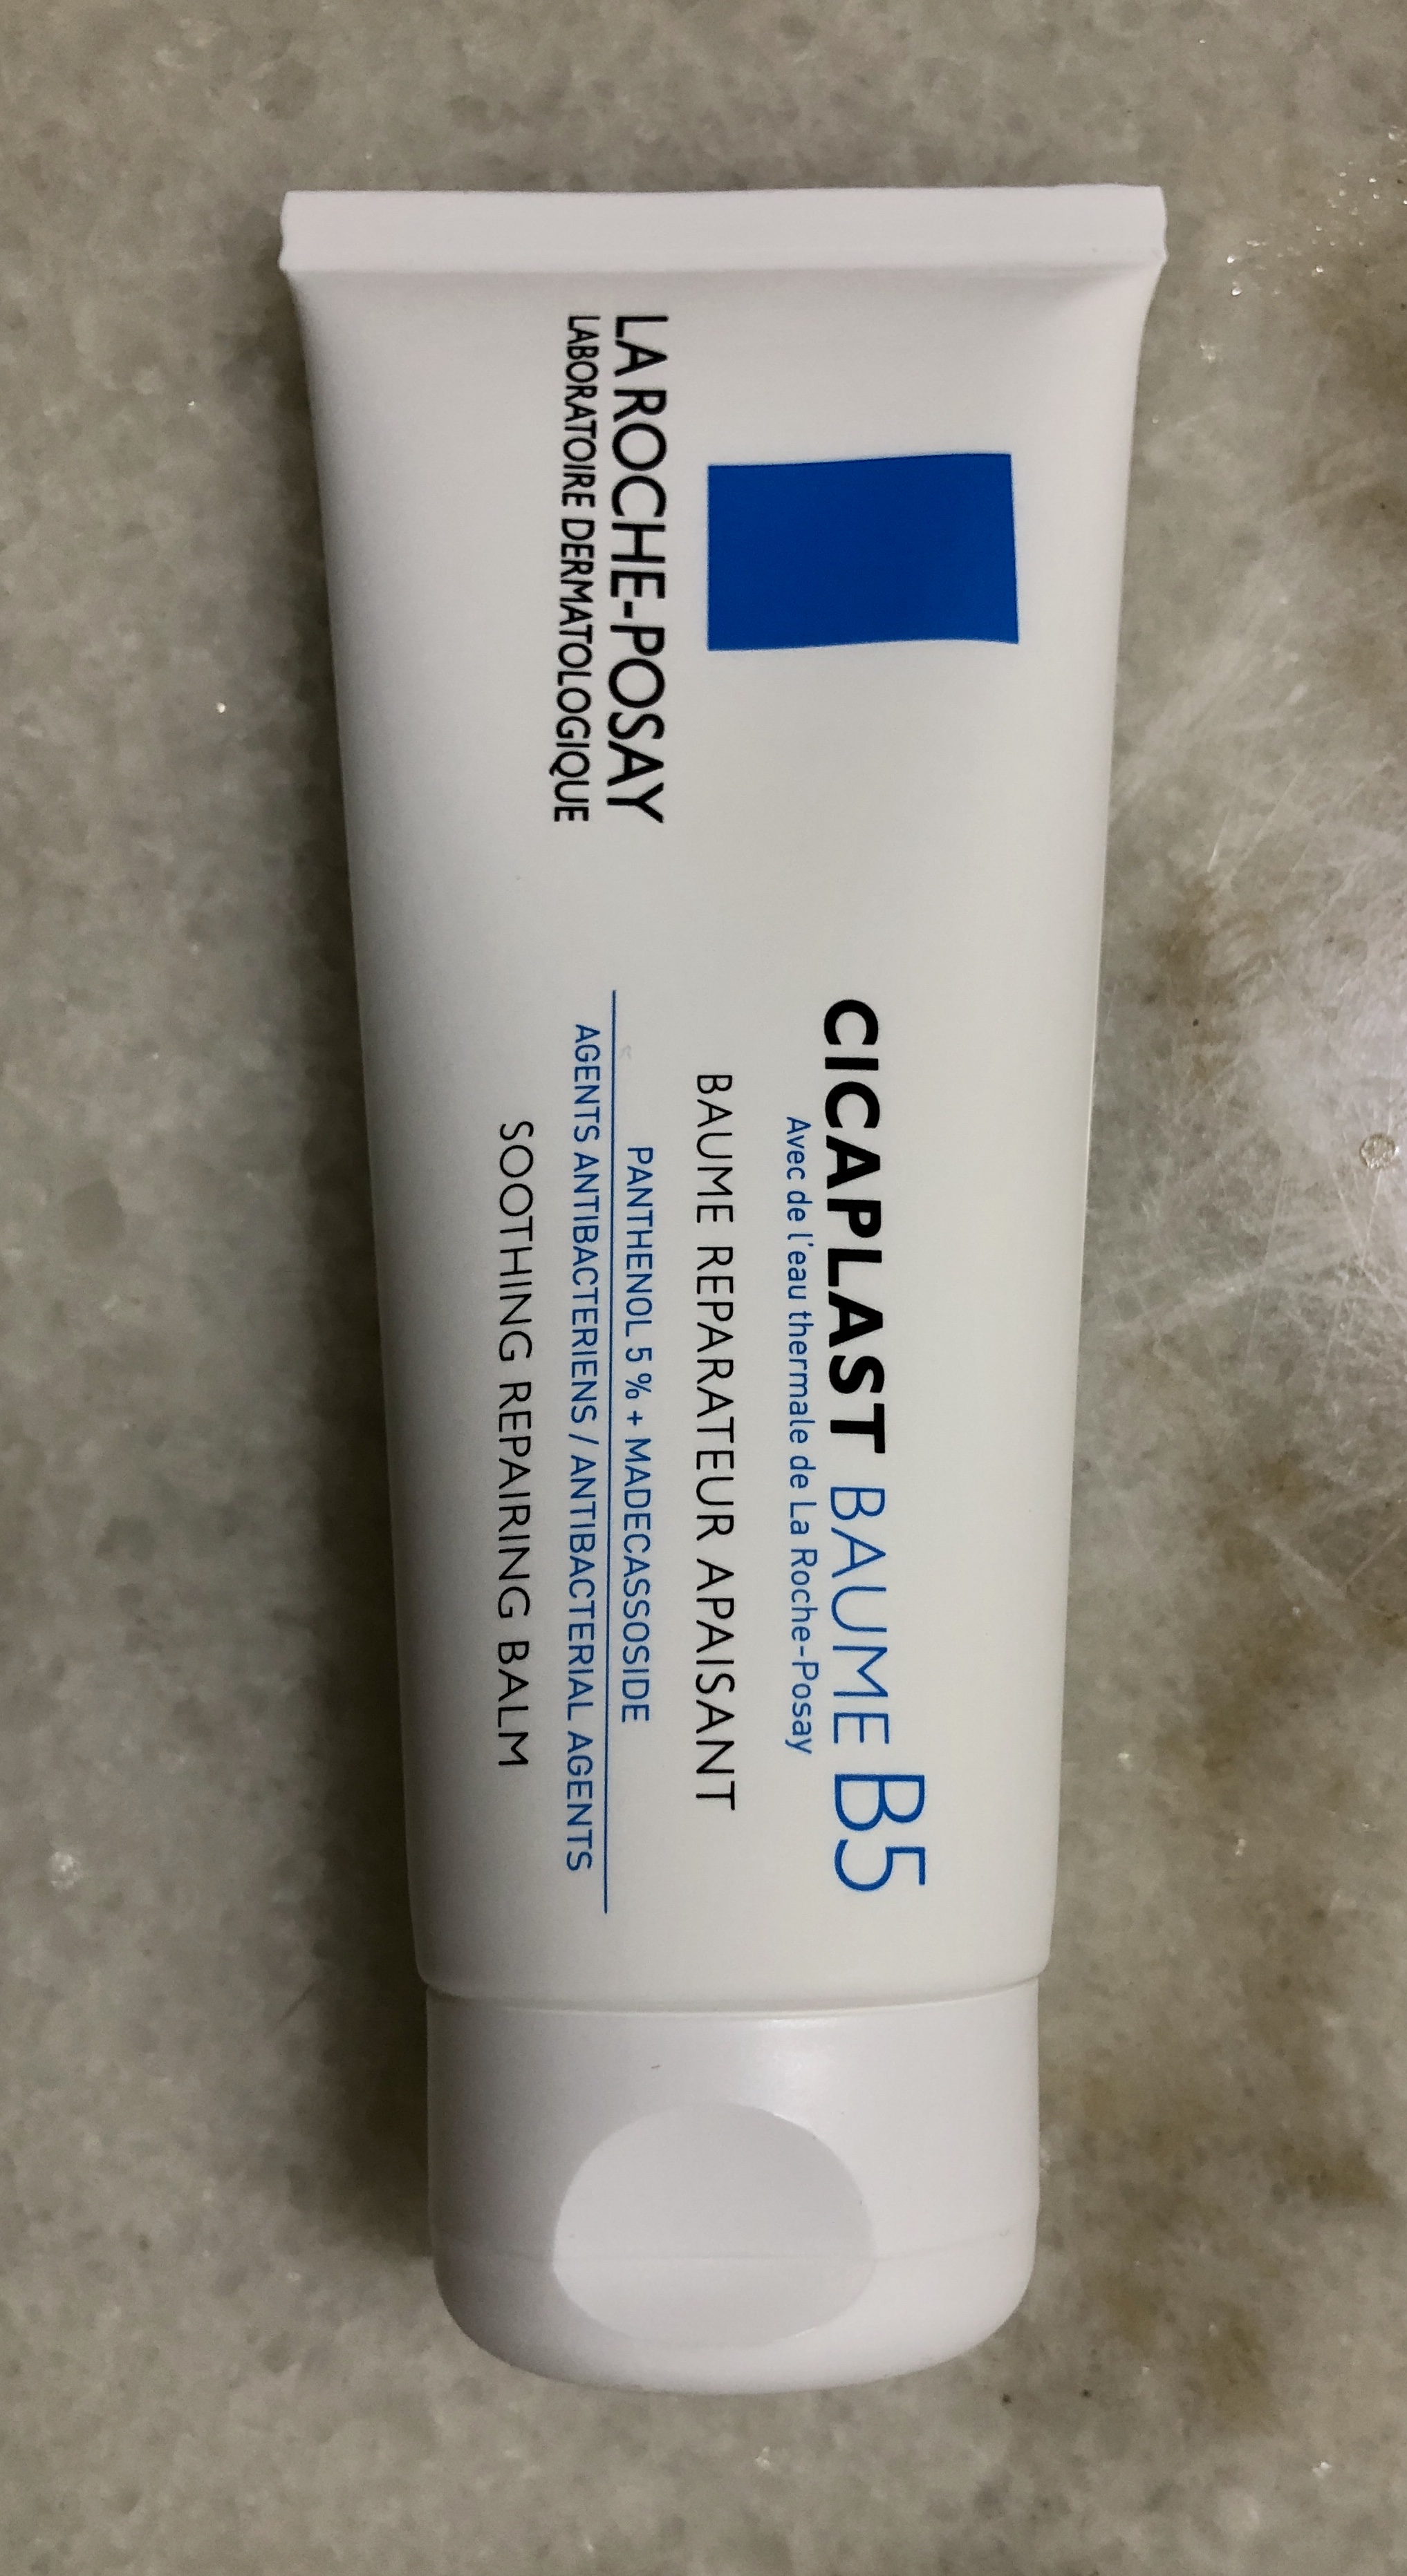 LA ROCHE-POSAY
LABORATOIRE DERMATOLOGIQUE
CICAPLAST BAUME B5
Avec de l'eau thermale de La Roche-Posay
BAUME REPARATEUR APAISANT
PANTHENOL 5 % + MADECASSOSIDE
AGENTS ANTIBACTERIENS / ANTIBACTERIAL AGENTS
SOOTHING REPAIRING BALM